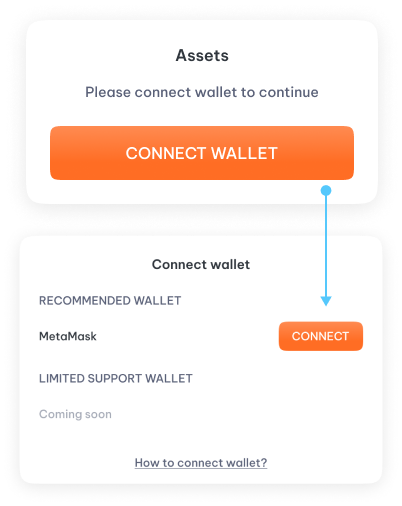 Assets
Please connect wallet to continue
CONNECT WALLET
Connect wallet
RECOMMENDED WALLET
MetaMask
CONNECT
LIMITED SUPPORT WALLET
Coming soon
How to connect wallet?